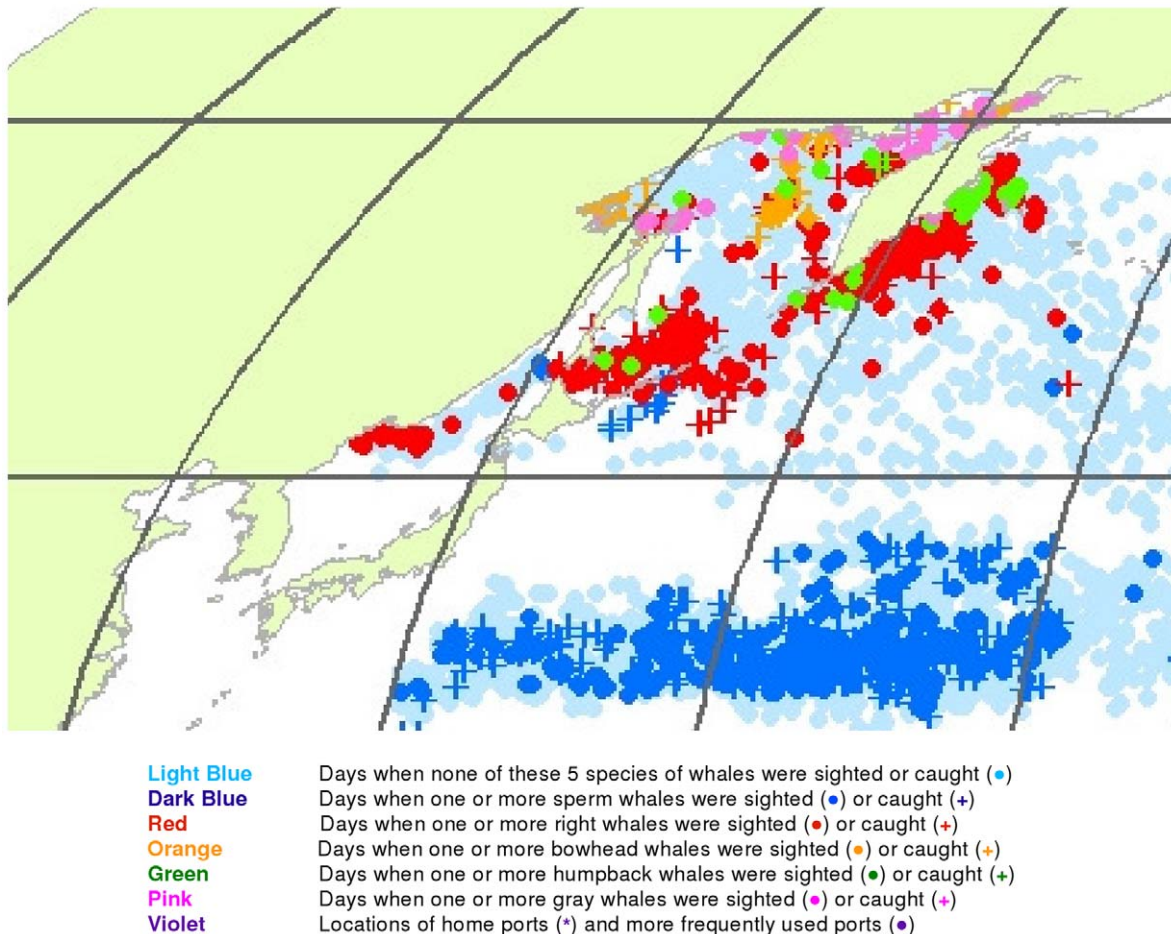 Light Blue Days when none of these 5 species of whales were sighted or caught (•)
Dark Blue Days when one or more sperm whales were sighted (•) or caught (+)
Red Days when one or more right whales were sighted (•) or caught (+)
Orange Days when one or more bowhead whales were sighted (•) or caught (+)
Green Days when one or more humpback whales were sighted (•) or caught (+)
Pink Days when one or more gray whales were sighted (•) or caught (+)
Violet Locations of home ports (*) and more frequently used ports (•)